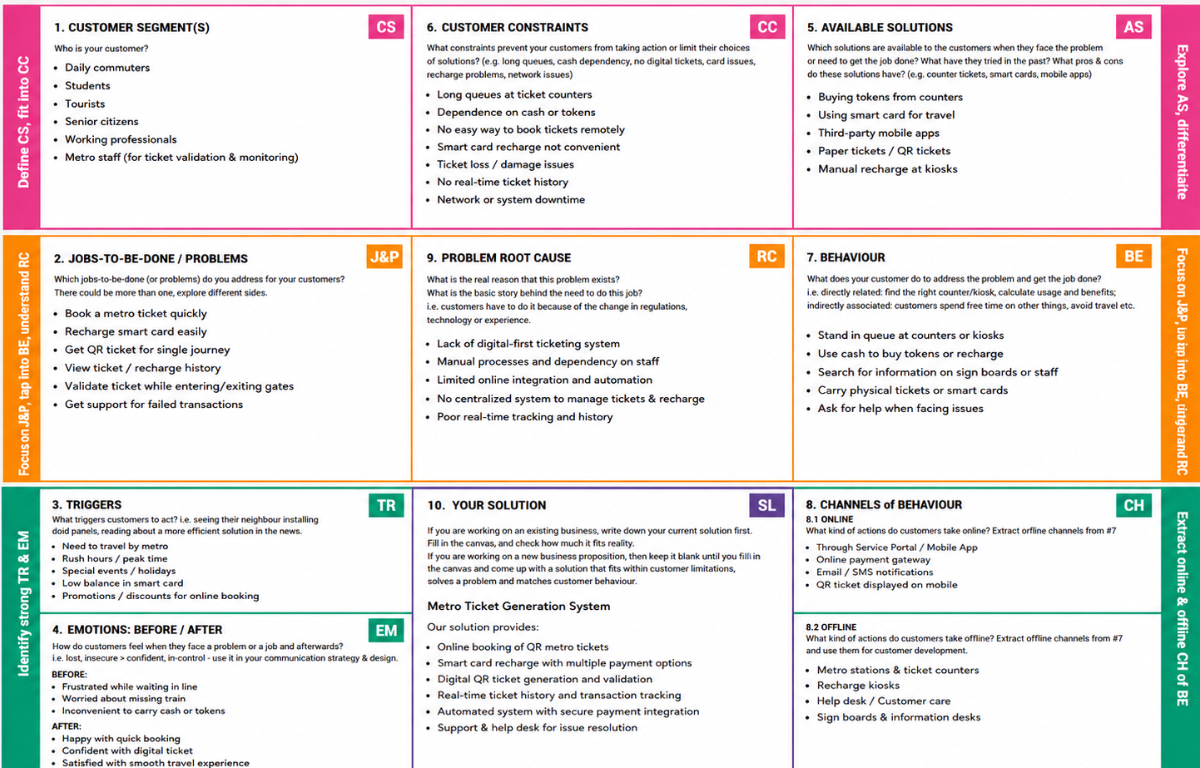 Define CS, fit into CC
1. CUSTOMER SEGMENT(S)
CS
Who is your customer?
• Daily commuters
• Students
• Tourists
• Senior citizens
• Working professionals
• Metro staff (for ticket validation & monitoring)
6. CUSTOMER CONSTRAINTS
CC
What constraints prevent your customers from taking action or limit their choices
of solutions? (e.g. long queues, cash dependency, no digital tickets, card issues,
recharge problems, network issues)
• Long queues at ticket counters
• Dependence on cash or tokens
• No easy way to book tickets remotely
• Smart card recharge not convenient
• Ticket loss / damage issues
• No real-time ticket history
• Network or system downtime
5. AVAILABLE SOLUTIONS
AS
Which solutions are available to the customers when they face the problem
or need to get the job done? What have they tried in the past? What pros & cons
do these solutions have? (e.g. counter tickets, smart cards, mobile apps)
• Buying tokens from counters
• Using smart card for travel
• Third-party mobile apps
• Paper tickets / QR tickets
• Manual recharge at kiosks
Explore AS, differentiaite
Focus on J&P, tap into BE, understand RC
2. JOBS-TO-BE-DONE / PROBLEMS
J&P
Which jobs-to-be-done (or problems) do you address for your customers?
There could be more than one, explore different sides.
• Book a metro ticket quickly
• Recharge smart card easily
• Get QR ticket for single journey
• View ticket / recharge history
• Validate ticket while entering/exiting gates
• Get support for failed transactions
9. PROBLEM ROOT CAUSE
RC
What is the real reason that this problem exists?
What is the basic story behind the need to do this job?
i.e. customers have to do it because of the change in regulations,
technology or experience.
• Lack of digital-first ticketing system
• Manual processes and dependency on staff
• Limited online integration and automation
• No centralized system to manage tickets & recharge
• Poor real-time tracking and history
7. BEHAVIOUR
BE
What does your customer do to address the problem and get the job done?
i.e. directly related: find the right counter/kiosk, calculate usage and benefits;
indirectly associated: customers spend free time on other things, avoid travel etc.
• Stand in queue at counters or kiosks
• Use cash to buy tokens or recharge
• Search for information on sign boards or staff
• Carry physical tickets or smart cards
• Ask for help when facing issues
Focus on J&P, into BE, RC
Identify strong TR & EM
3. TRIGGERS
TR
What triggers customers to act? i.e. seeing their neighbour installing
doid panels, reading about a more efficient solution in the news.
• Need to travel by metro
• Rush hours / peak time
• Special events / holidays
• Low balance in smart card
• Promotions / discounts for online booking
4. EMOTIONS: BEFORE / AFTER
EM
How do customers feel when they face a problem or a job and afterwards?
i.e. lost, insecure > confident, in-control - use it in your communication strategy & design.
BEFORE:
• Frustrated while waiting in line
• Worried about missing train
• Inconvenient to carry cash or tokens
AFTER:
• Happy with quick booking
• Confident with digital ticket
• Satisfied with smooth travel experience
10. YOUR SOLUTION
SL
If you are working on an existing business, write down your current solution first.
Fill in the canvas, and check how much it fits reality.
If you are working on a new business proposition, then keep it blank until you fill in
the canvas and come up with a solution that fits within customer limitations,
solves a problem and matches customer behaviour.
Metro Ticket Generation System
Our solution provides:
• Online booking of QR metro tickets
• Smart card recharge with multiple payment options
• Digital QR ticket generation and validation
• Real-time ticket history and transaction tracking
• Automated system with secure payment integration
• Support & help desk for issue resolution
8. CHANNELS of BEHAVIOUR
CH
8.1 ONLINE
What kind of actions do customers take online? Extract orfline channels from #7
• Through Service Portal / Mobile App
• Online payment gateway
• Email / SMS notifications
• QR ticket displayed on mobile
8.2 OFFLINE
What kind of actions do customers take offline? Extract offline channels from #7
and use them for customer development.
• Metro stations & ticket counters
• Recharge kiosks
• Help desk / Customer care
• Sign boards & information desks
Extract online & offline CH of BE